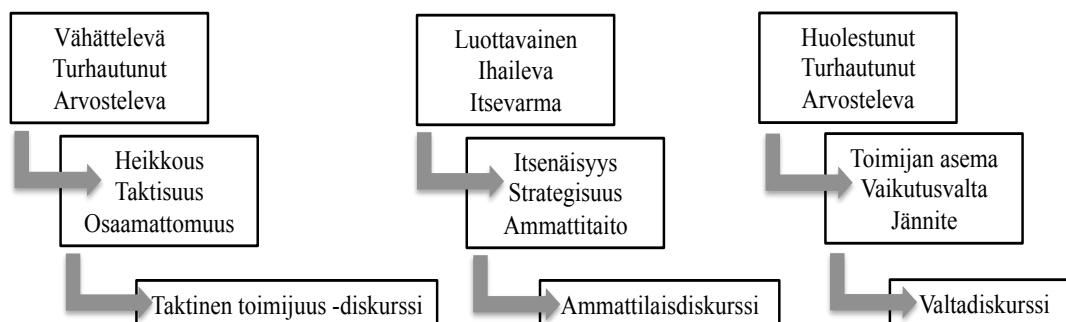 Vähättelevä
Turhautunut
Arvosteleva
Heikkous
Taktisuus
Osaamattomuus
Taktinen toimijuus -diskurssi
Luottavainen
Ihaileva
Itsevarma
Itsenäisyys
Strategisuus
Ammattitaito
Ammattilaisdiskurssi
Huolestunut
Turhautunut
Arvosteleva
Toimijan asema
Vaikutusvalta
Jännite
Valtadiskurssi